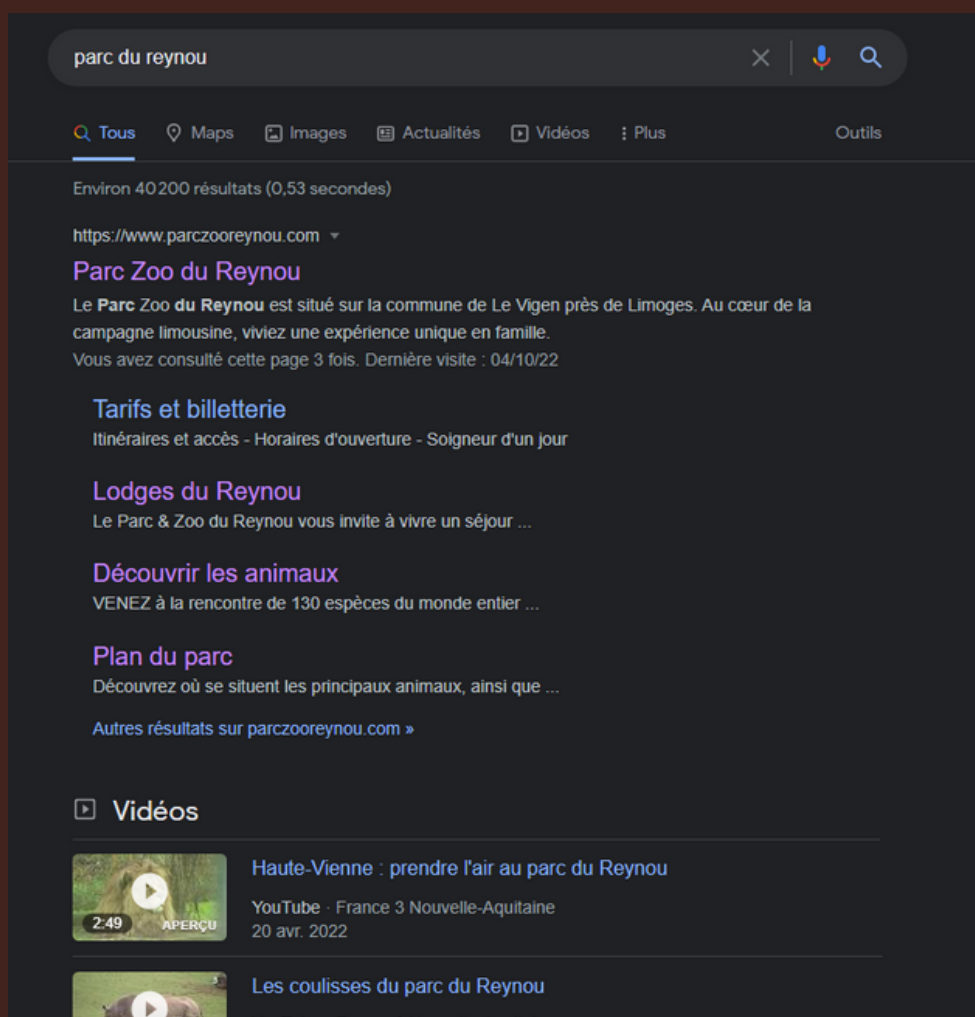 parc du reynou
Tous Maps Images Actualités Vidéos Plus Outils
Environ 40 200 résultats (0,53 secondes)
https://www.parczooreynou.com
Parc Zoo du Reynou
Le Parc Zoo du Reynou est situé sur la commune de Le Vigen près de Limoges. Au cœur de la
campagne limousine, viviez une expérience unique en famille.
Vous avez consulté cette page 3 fois. Dernière visite : 04/10/22
Tarifs et billetterie
Itinéraires et accès - Horaires d'ouverture - Soigneur d'un jour
Lodges du Reynou
Le Parc & Zoo du Reynou vous invite à vivre un séjour ...
Découvrir les animaux
VENEZ à la rencontre de 130 espèces du monde entier ...
Plan du parc
Découvrez où se situent les principaux animaux, ainsi que ...
Autres résultats sur parczooreynou.com »
Vidéos
Haute-Vienne : prendre l'air au parc du Reynou
YouTube · France 3 Nouvelle-Aquitaine
2:49 APERÇU
20 avr. 2022
Les coulisses du parc du Reynou